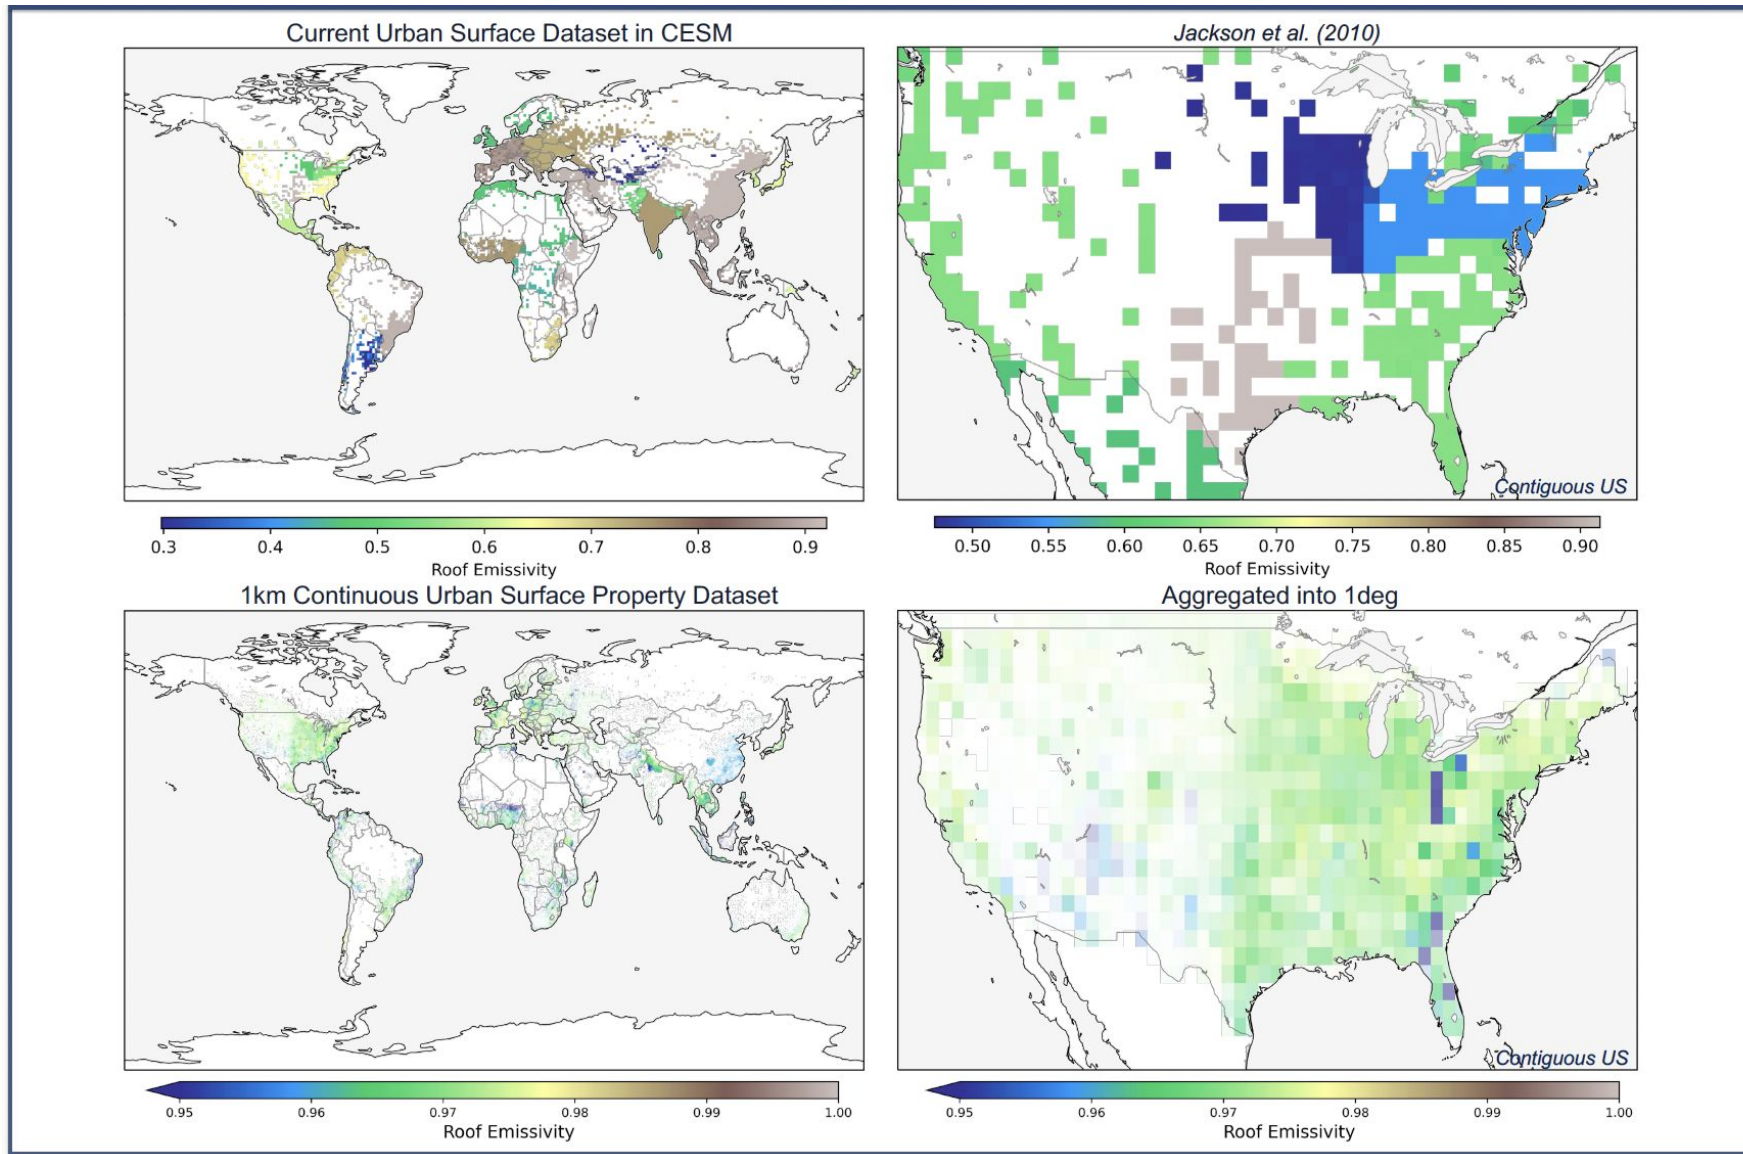 Current Urban Surface Dataset in CESM
Jackson et al. (2010)
Contiguous US
0.3 0.4 0.5 0.6 0.7 0.8 0.9
Roof Emissivity
0.50 0.55 0.60 0.65 0.70 0.75 0.80 0.85 0.90
Roof Emissivity
1km Continuous Urban Surface Property Dataset
Aggregated into 1deg
Contiguous US
0.95 0.96 0.97 0.98 0.99 1.00
Roof Emissivity
0.95 0.96 0.97 0.98 0.99 1.00
Roof Emissivity